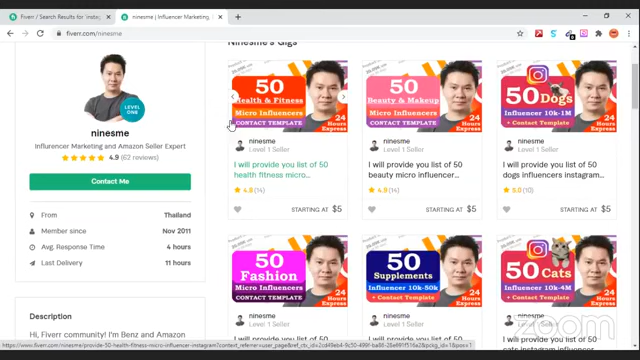 Fiverr / Search Results for 'instag
ninesme | Influencer Marketing,
fiverr.com/ninesme
Ninesme's Gigs
LEVEL
ONE
ninesme
Influencer Marketing and Amazon Seller Expert
4.9 (62 reviews)
Contact Me
From Thailand
Member since Nov 2011
Avg. Response Time 4 hours
Last Delivery 11 hours
Description
Hi, Fiverr community! I'm Benz and Amazon
50
Health & Fitness
Micro Influencers
CONTACT TEMPLATE
24
Hours
Express
ninesme
Level 1 Seller
I will provide you list of 50
health fitness micro...
4.8 (14)
STARTING AT $5
50
Beauty & Makeup
Micro Influencers
CONTACT TEMPLATE
24
Hours
Express
ninesme
Level 1 Seller
I will provide you list of 50
beauty micro influencer...
4.9 (14)
STARTING AT $5
50 Dogs
Influencer 10k-1M
+ Contact Template
24
Hours
Express
ninesme
Level 1 Seller
I will provide you list of 50
dogs influencers instagram...
5.0 (10)
STARTING AT $5
50
Fashion
Micro Influencers
CONTACT TEMPLATE
24
Hours
Express
ninesme
Level 1 Seller
50
Supplements
Influencer 10k-50k
+ Contact Template
24
Hours
Express
ninesme
Level 1 Seller
50 Cats
Influencer 10k-4M
+ Contact Template
24
Hours
Express
ninesme
Level 1 Seller
zoom